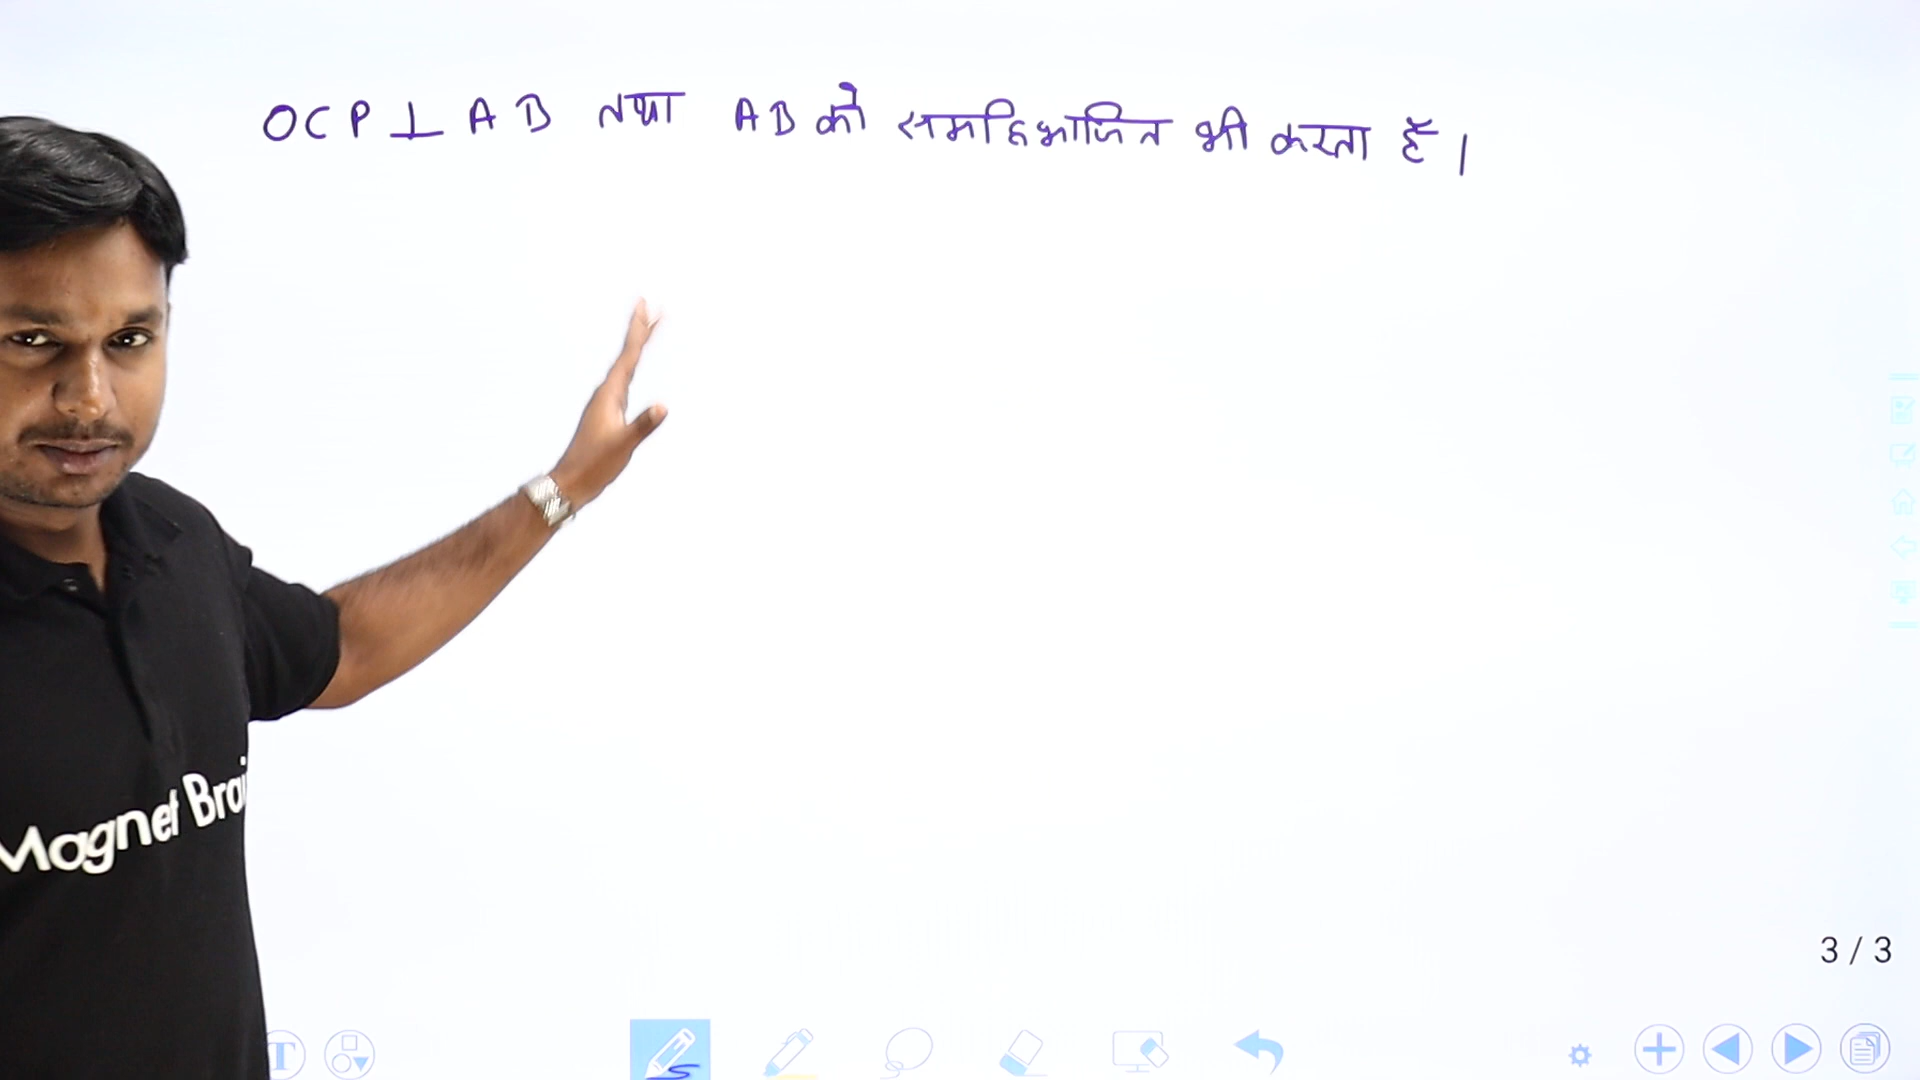 OCP ⊥ AB तथा AB को समद्विभाजित भी करता है।
Magnet Brai
3 / 3
T